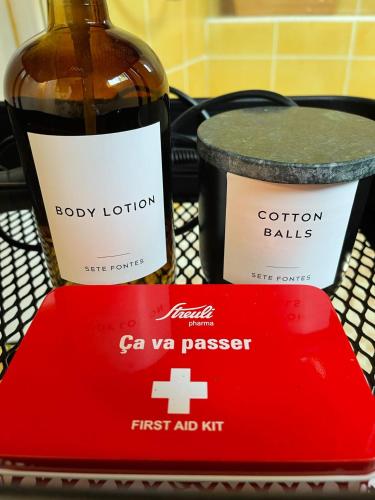 BODY LOTION
SETE FONTES
COTTON
BALLS
SETE FONTES
Streuli
pharma
Ça va passer
FIRST AID KIT